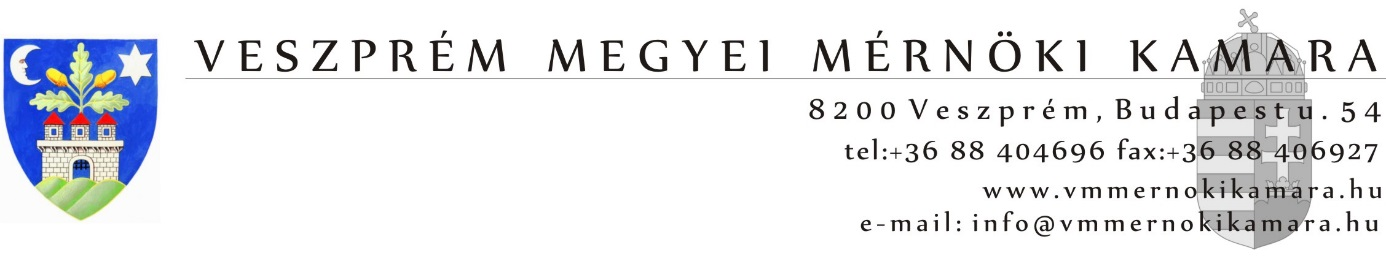 VESZPRÉM MEGYEI MÉRNÖKI KAMARA
8200 Veszprém, Budapest u. 54
tel:+36 88 404696 fax:+36 88 406927
www.vmmernokikamara.hu
e-mail: info@vmmernokikamara.hu